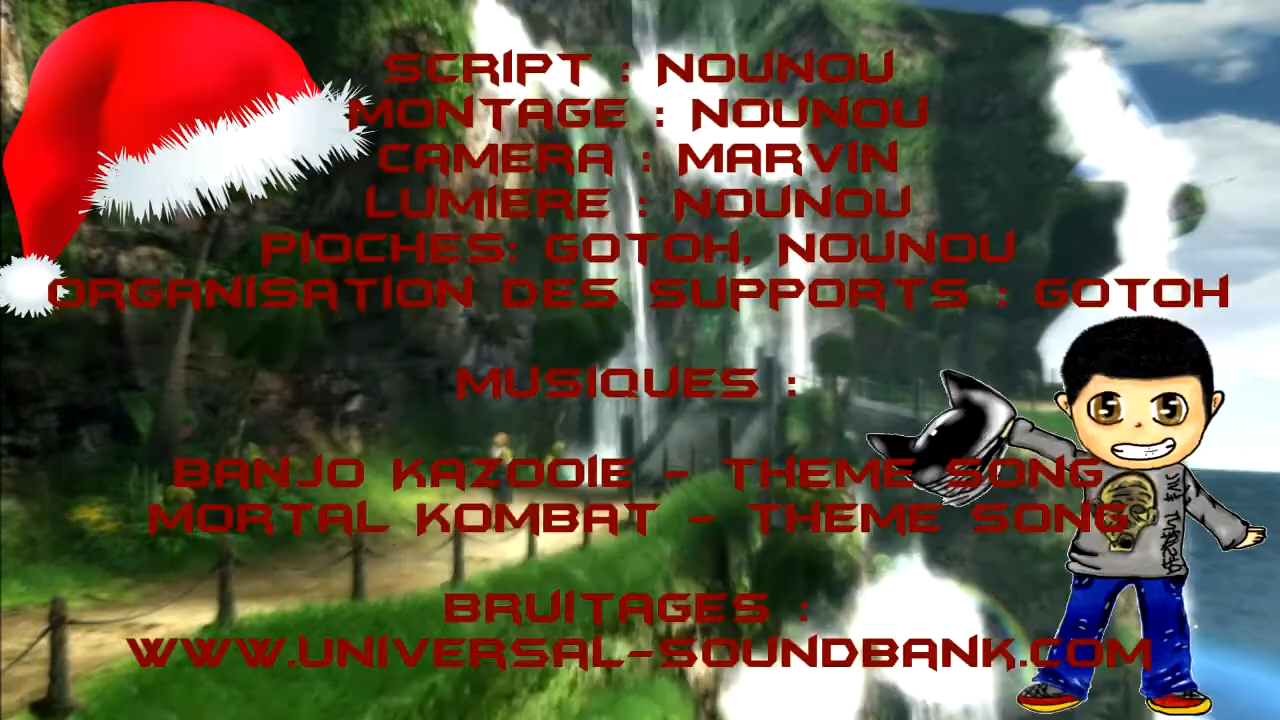 SCRIPT : NOUNOU
MONTAGE : NOUNOU
CAMERA : MARVIN
LUMIERE : NOUNOU
PIOCHES: GOTOH, NOUNOU
ORGANISATION DES SUPPORTS : GOTOH
MUSIQUES :
BANJO KAZOOIE - THEME SONG
MORTAL KOMBAT - THEME SONG
BRUITAGES :
WWW.UNIVERSAL-SOUNDBANK.COM